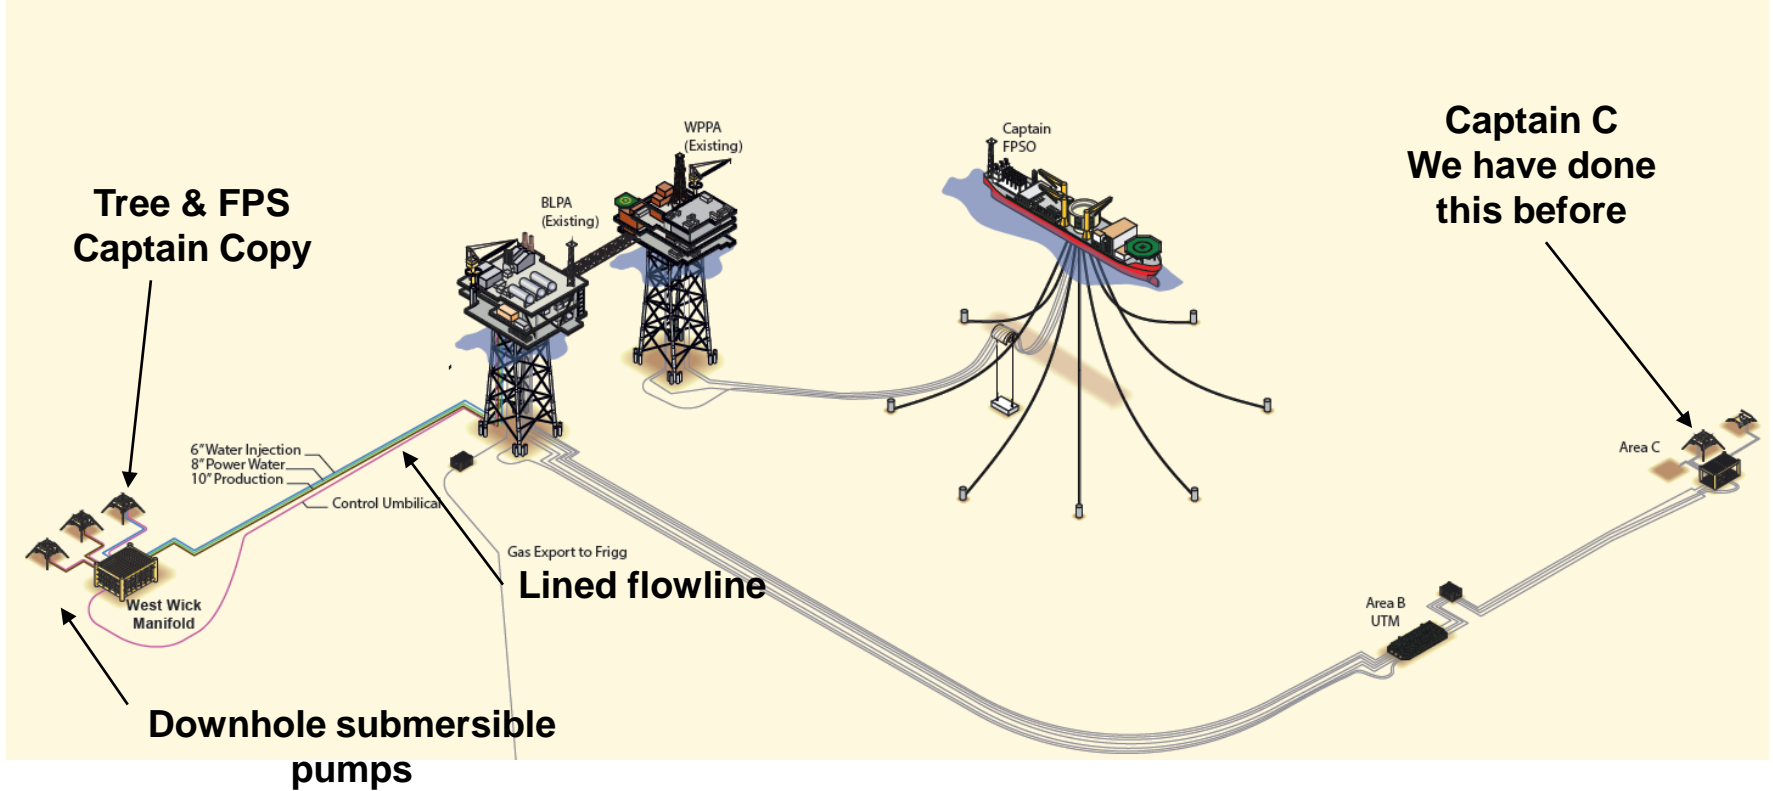 WPPA
(Existing)
Captain
FPSO
Captain C
We have done
this before
Tree & FPS
Captain Copy
BLPA
(Existing)
6” Water Injection
8” Power Water
10” Production
Control Umbilical
Area C
Gas Export to Frigg
Lined flowline
West Wick
Manifold
Area B
UTM
Downhole submersible
pumps